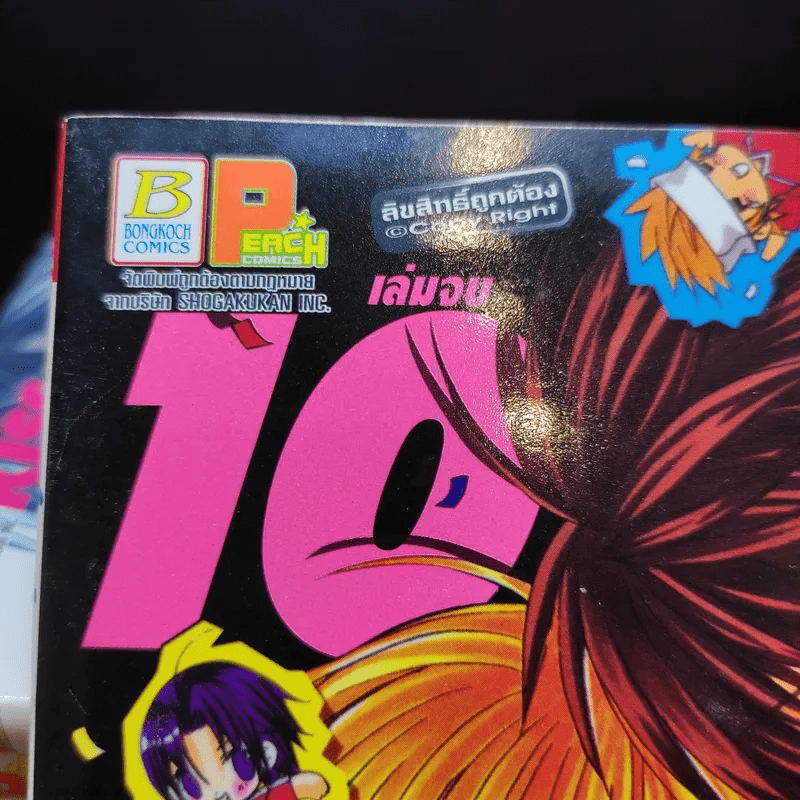 B
BONGKOCH
COMICS
PEACH
COMICS
จัดพิมพ์ถูกต้องตามกฎหมาย
จากบริษัท SHOGAKUKAN INC.
ลิขสิทธิ์ถูกต้อง
©Copy Right
เล่มจบ
10